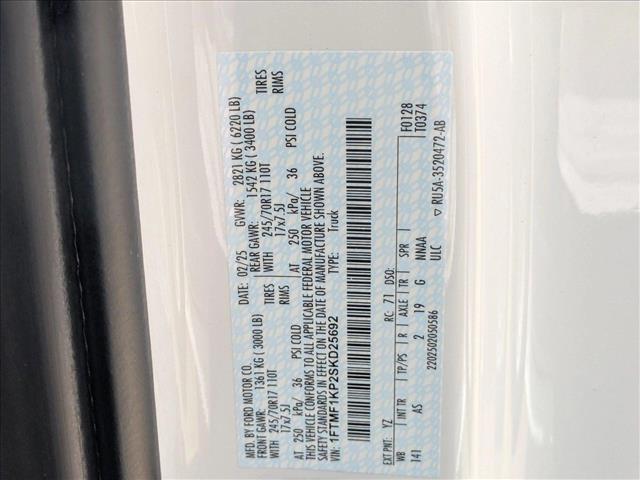 MFD. BY FORD MOTOR CO.
DATE: 02/25 GVWR: 2821 KG ( 6220 LB)
FRONT GAWR: 1361 KG ( 3000 LB) REAR GAWR: 1542 KG ( 3400 LB)
245/70R17 110T TIRES WITH 245/70R17 110T TIRES
17x7.5J RIMS 17x7.5J RIMS
AT 250 kPa/ 36 PSI COLD AT 250 kPa/ 36 PSI COLD
THIS VEHICLE CONFORMS TO ALL APPLICABLE FEDERAL MOTOR VEHICLE
SAFETY STANDARDS IN EFFECT ON THE DATE OF MANUFACTURE SHOWN ABOVE.
VIN: 1FTMF1KP2SKD25692 TYPE: Truck
F0128
T0374
EXT PNT: YZ RC: 71 DSO:
WB INT TR TP/PS R AXLE TR SPR
141 AS 2 19 G NNAA
ULC
2202502050586
▽ RU5A-3520472-AB